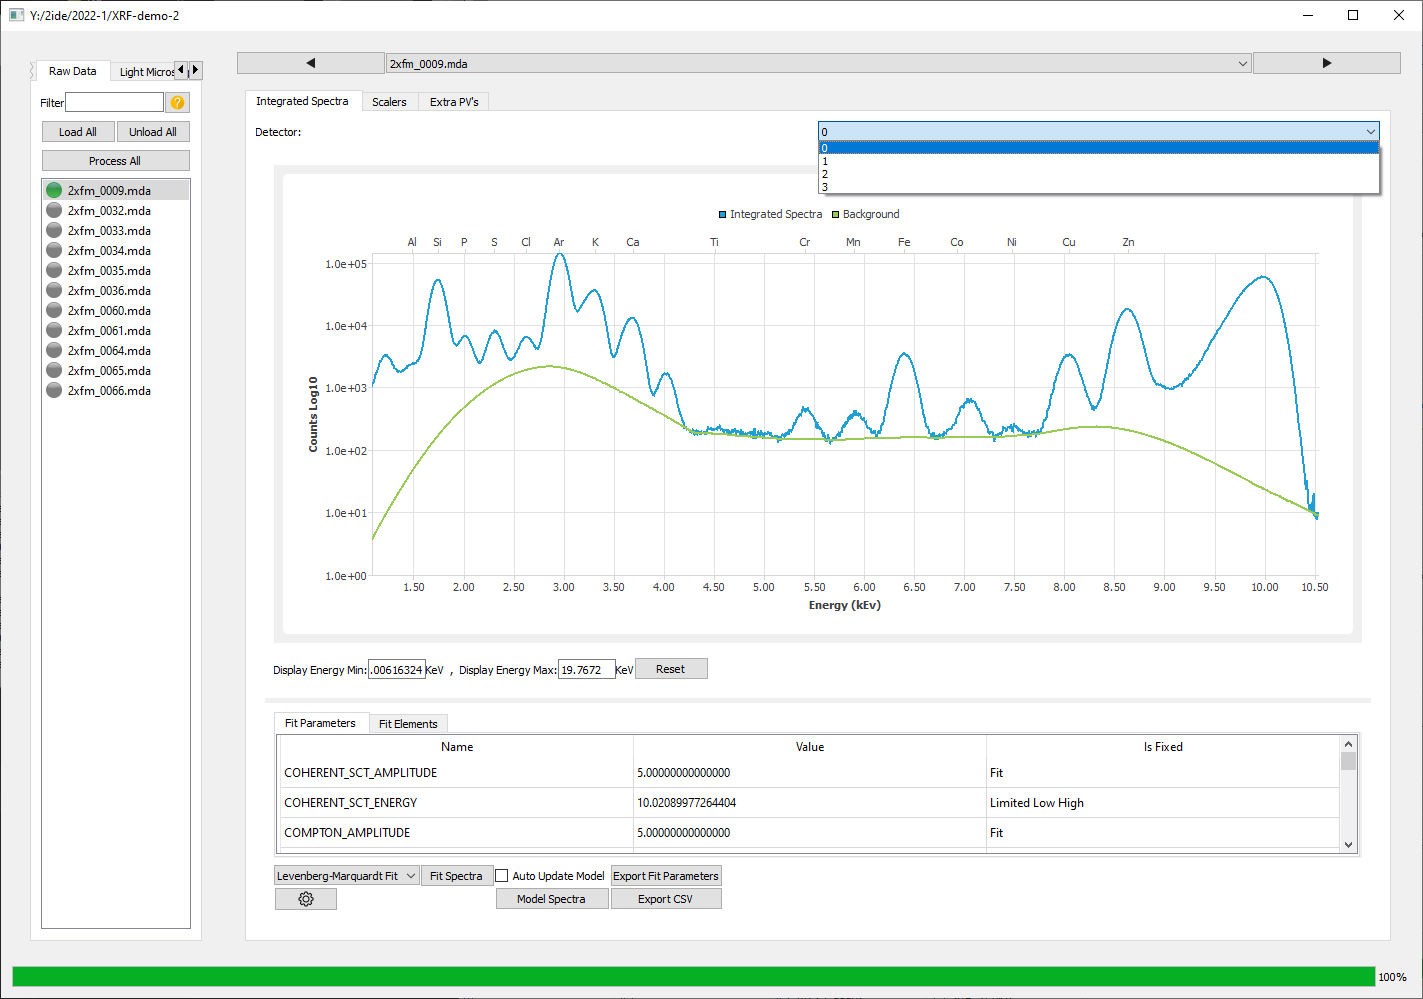 Y:/2ide/2022-1/XRF-demo-2
Raw Data
Light Micros
Filter
Load All
Unload All
Process All
2xfm_0009.mda
2xfm_0032.mda
2xfm_0033.mda
2xfm_0034.mda
2xfm_0035.mda
2xfm_0036.mda
2xfm_0060.mda
2xfm_0061.mda
2xfm_0064.mda
2xfm_0065.mda
2xfm_0066.mda
2xfm_0009.mda
Integrated Spectra
Scalers
Extra PV's
Detector:
0
0
1
2
3
Integrated Spectra
Background
Al Si P S Cl Ar K Ca Ti Cr Mn Fe Co Ni Cu Zn
1.0e+05
1.0e+04
1.0e+03
1.0e+02
1.0e+01
1.0e+00
Counts Log10
1.50 2.00 2.50 3.00 3.50 4.00 4.50 5.00 5.50 6.00 6.50 7.00 7.50 8.00 8.50 9.00 9.50 10.00 10.50
Energy (kEv)
Display Energy Min: .00616324 KeV , Display Energy Max: 19.7672 KeV Reset
Fit Parameters
Fit Elements
Name Value Is Fixed
COHERENT_SCT_AMPLITUDE 5.00000000000000 Fit
COHERENT_SCT_ENERGY 10.02089977264404 Limited Low High
COMPTON_AMPLITUDE 5.00000000000000 Fit
Levenberg-Marquardt Fit
Fit Spectra
Auto Update Model
Export Fit Parameters
Model Spectra
Export CSV
100%